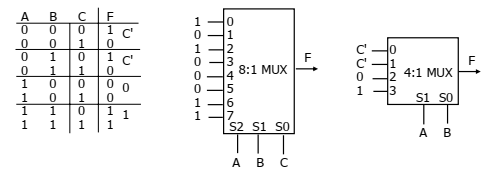 A B C F
0 0 0 1 C'
0 0 1 0
0 1 0 1 C'
0 1 1 0
1 0 0 0 0
1 0 1 0
1 1 0 1 1
1 1 1 1
1 0
0 1
1 2
0 3
0 4
0 5
1 6
1 7
8:1 MUX
F
S2 S1 S0
A B C
C' 0
C' 1
0 2
1 3
4:1 MUX
F
S1 S0
A B